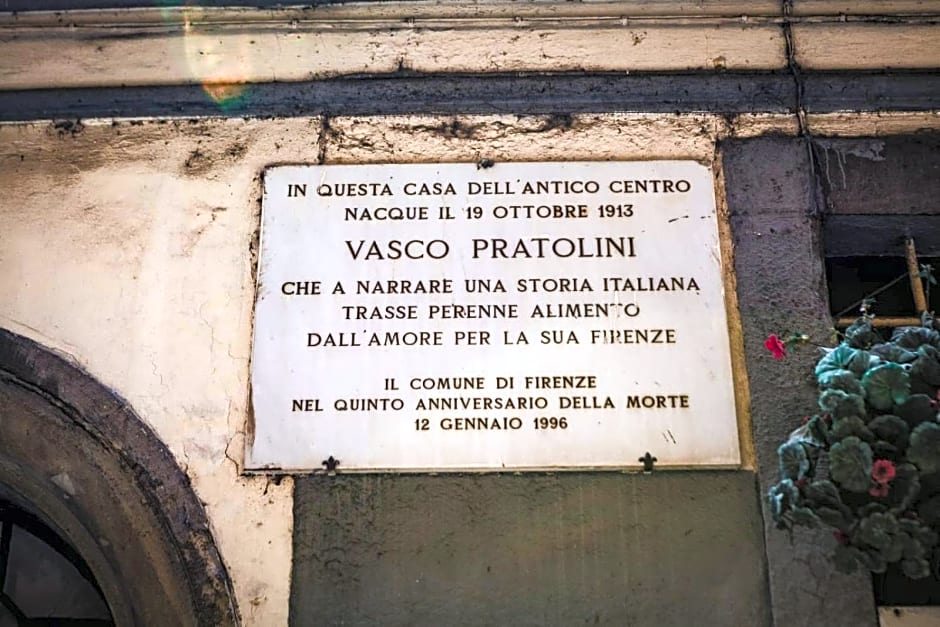 IN QUESTA CASA DELL'ANTICO CENTRO
NACQUE IL 19 OTTOBRE 1913
VASCO PRATOLINI
CHE A NARRARE UNA STORIA ITALIANA
TRASSE PERENNE ALIMENTO
DALL'AMORE PER LA SUA FIRENZE
IL COMUNE DI FIRENZE
NEL QUINTO ANNIVERSARIO DELLA MORTE
12 GENNAIO 1996